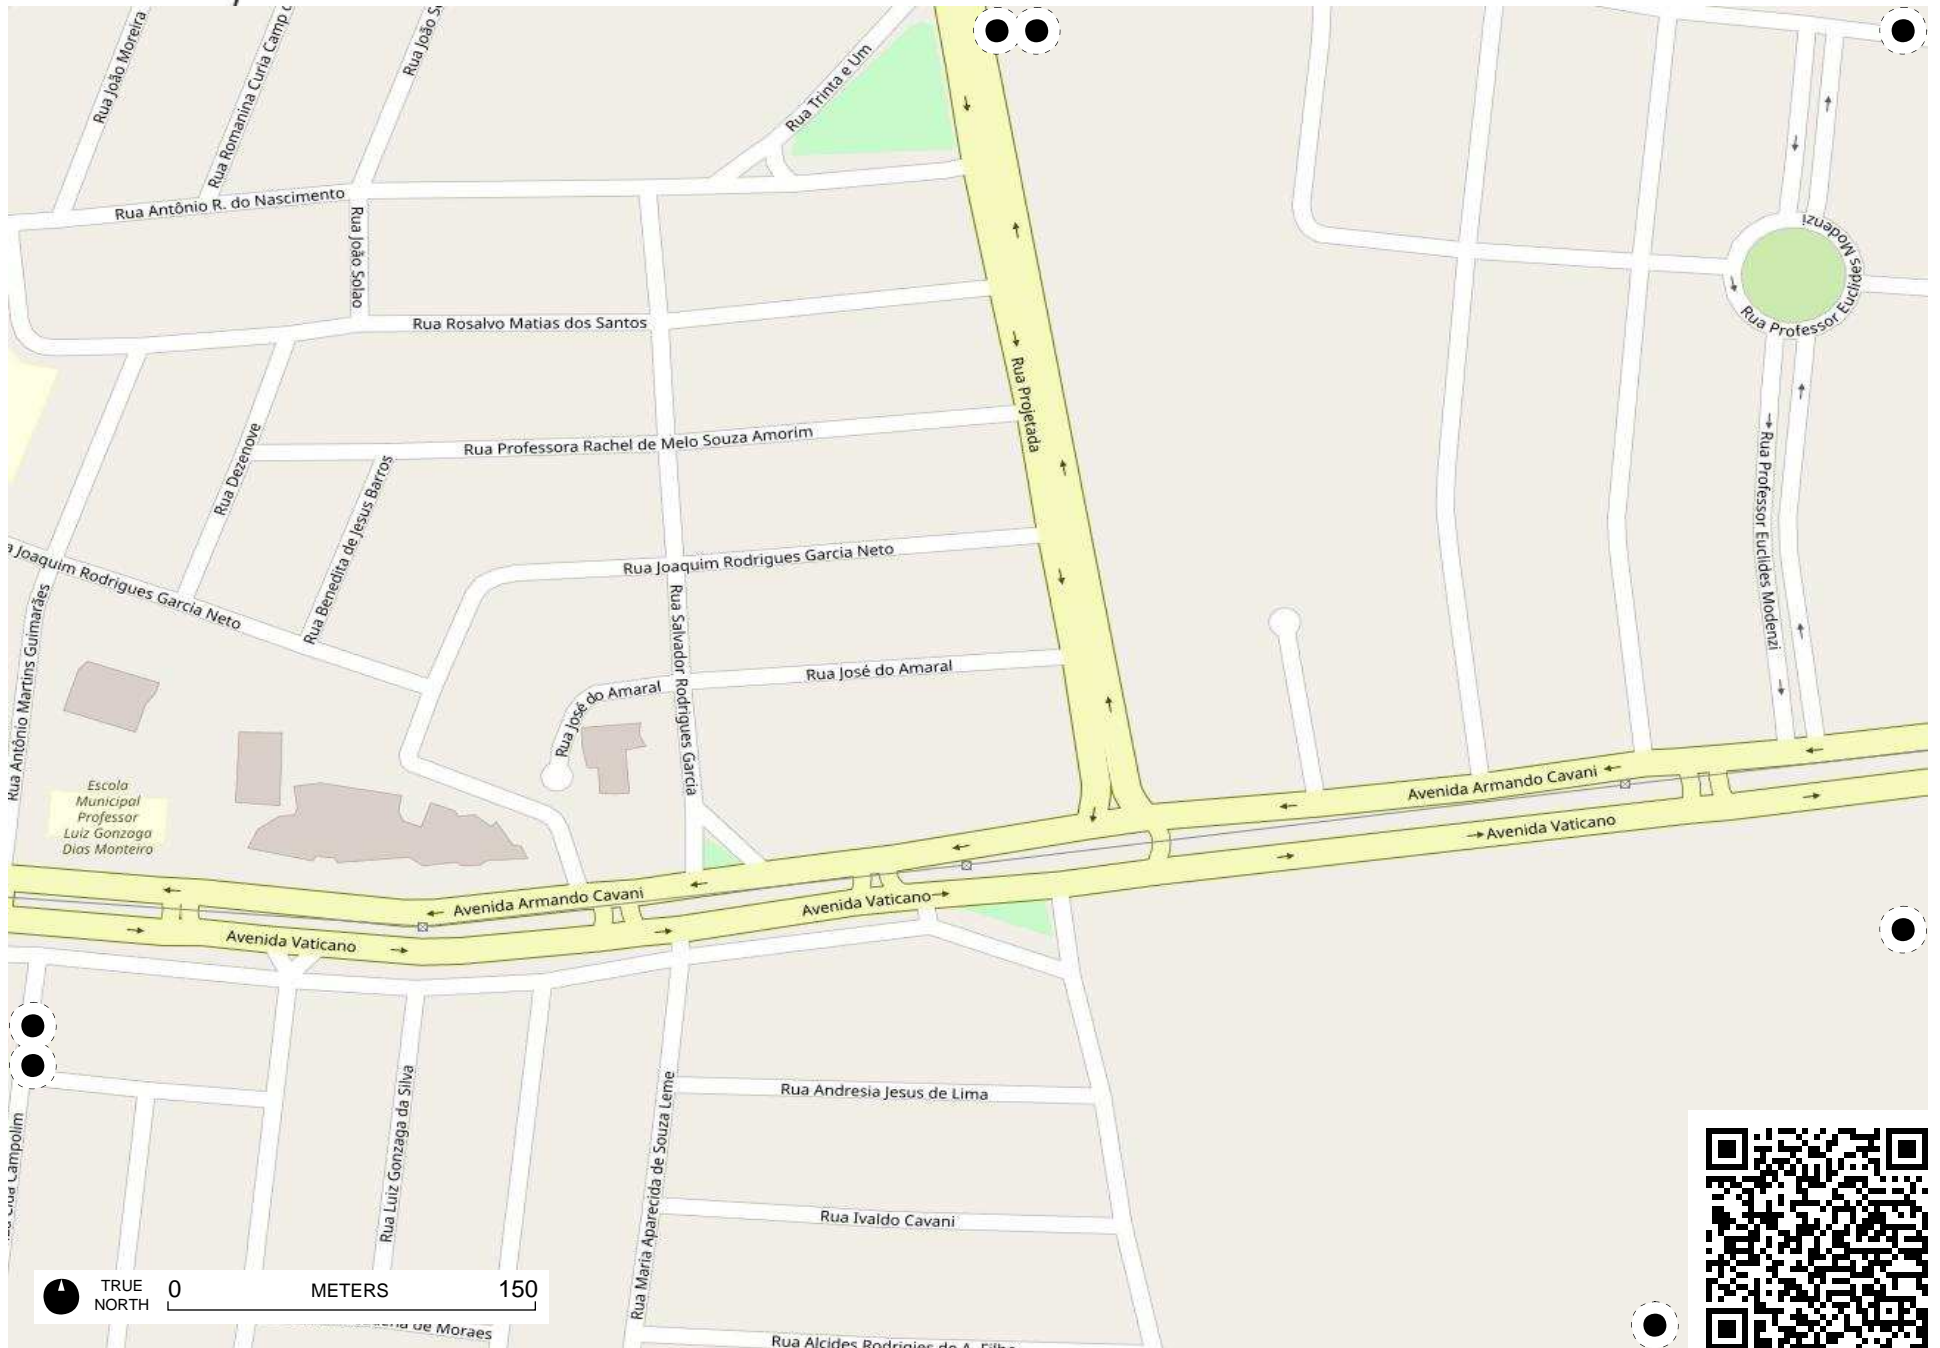 Rua João Moreira
Rua Romanina Curia Camp
Rua João S
Rua Trinta e Um
Rua Antônio R. do Nascimento
Rua João Solao
Rua Rosalvo Matias dos Santos
Rua Professor Euclides Modenzi
Rua Projetada
Rua Professora Rachel de Melo Souza Amorim
Rua Dezenove
Rua Benedita de Jesus Barros
Rua Professor Euclides Modenzi
a Joaquim Rodrigues Garcia Neto
Rua Joaquim Rodrigues Garcia Neto
Rua Antônio Martins Guimarães
Rua Salvador Rodrigues Garcia
Rua José do Amaral
Rua José do Amaral
Escola
Municipal
Professor
Luiz Gonzaga
Dias Monteiro
Avenida Armando Cavani
Avenida Vaticano
Avenida Armando Cavani
Avenida Vaticano
Avenida Vaticano
Rua Andresia Jesus de Lima
Rua Luiz Gonzaga da Silva
Rua Maria Aparecida de Souza Leme
Campolim
Rua Ivaldo Cavani
TRUE
NORTH
0 METERS 150
de Moraes
Rua Alcides Rodrigies de A. Filho